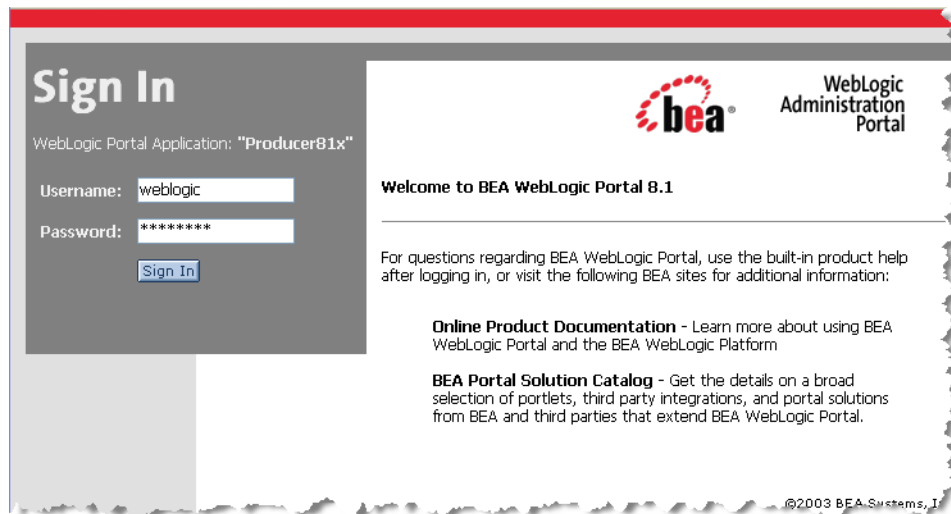 Sign In
WebLogic Portal Application: "Producer81x"
Username: weblogic
Password: ********
Sign In
bea
WebLogic
Administration
Portal
Welcome to BEA WebLogic Portal 8.1
For questions regarding BEA WebLogic Portal, use the built-in product help
after logging in, or visit the following BEA sites for additional information:
Online Product Documentation - Learn more about using BEA
WebLogic Portal and the BEA WebLogic Platform
BEA Portal Solution Catalog - Get the details on a broad
selection of portlets, third party integrations, and portal solutions
from BEA and third parties that extend BEA WebLogic Portal.
©2003 BEA Systems,